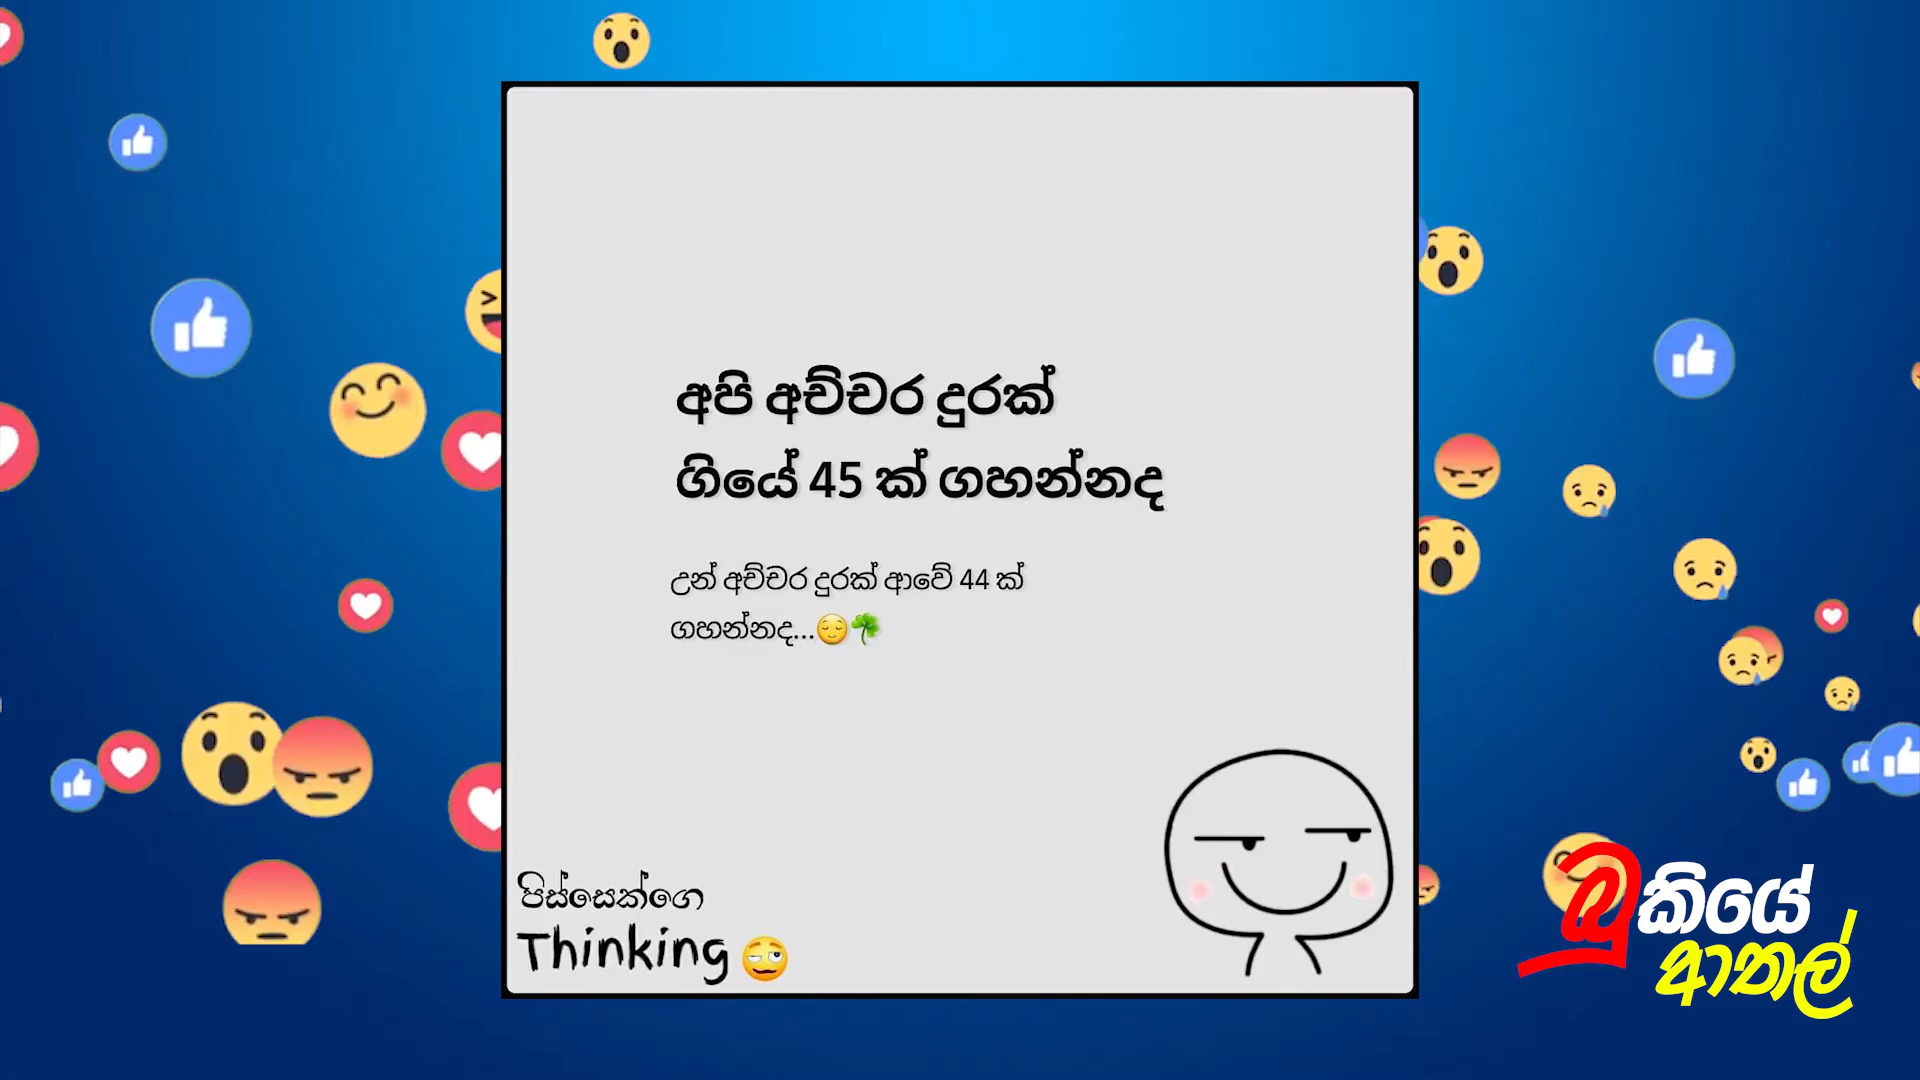 අපි අච්චර දුරක්
ගියේ 45 ක් ගහන්නද
උන් අච්චර දුරක් ආවේ 44 ක්
ගහන්නද...😌☘️
පිස්සෙක්ගෙ
Thinking 🥴
බුකියේ
ආතල්